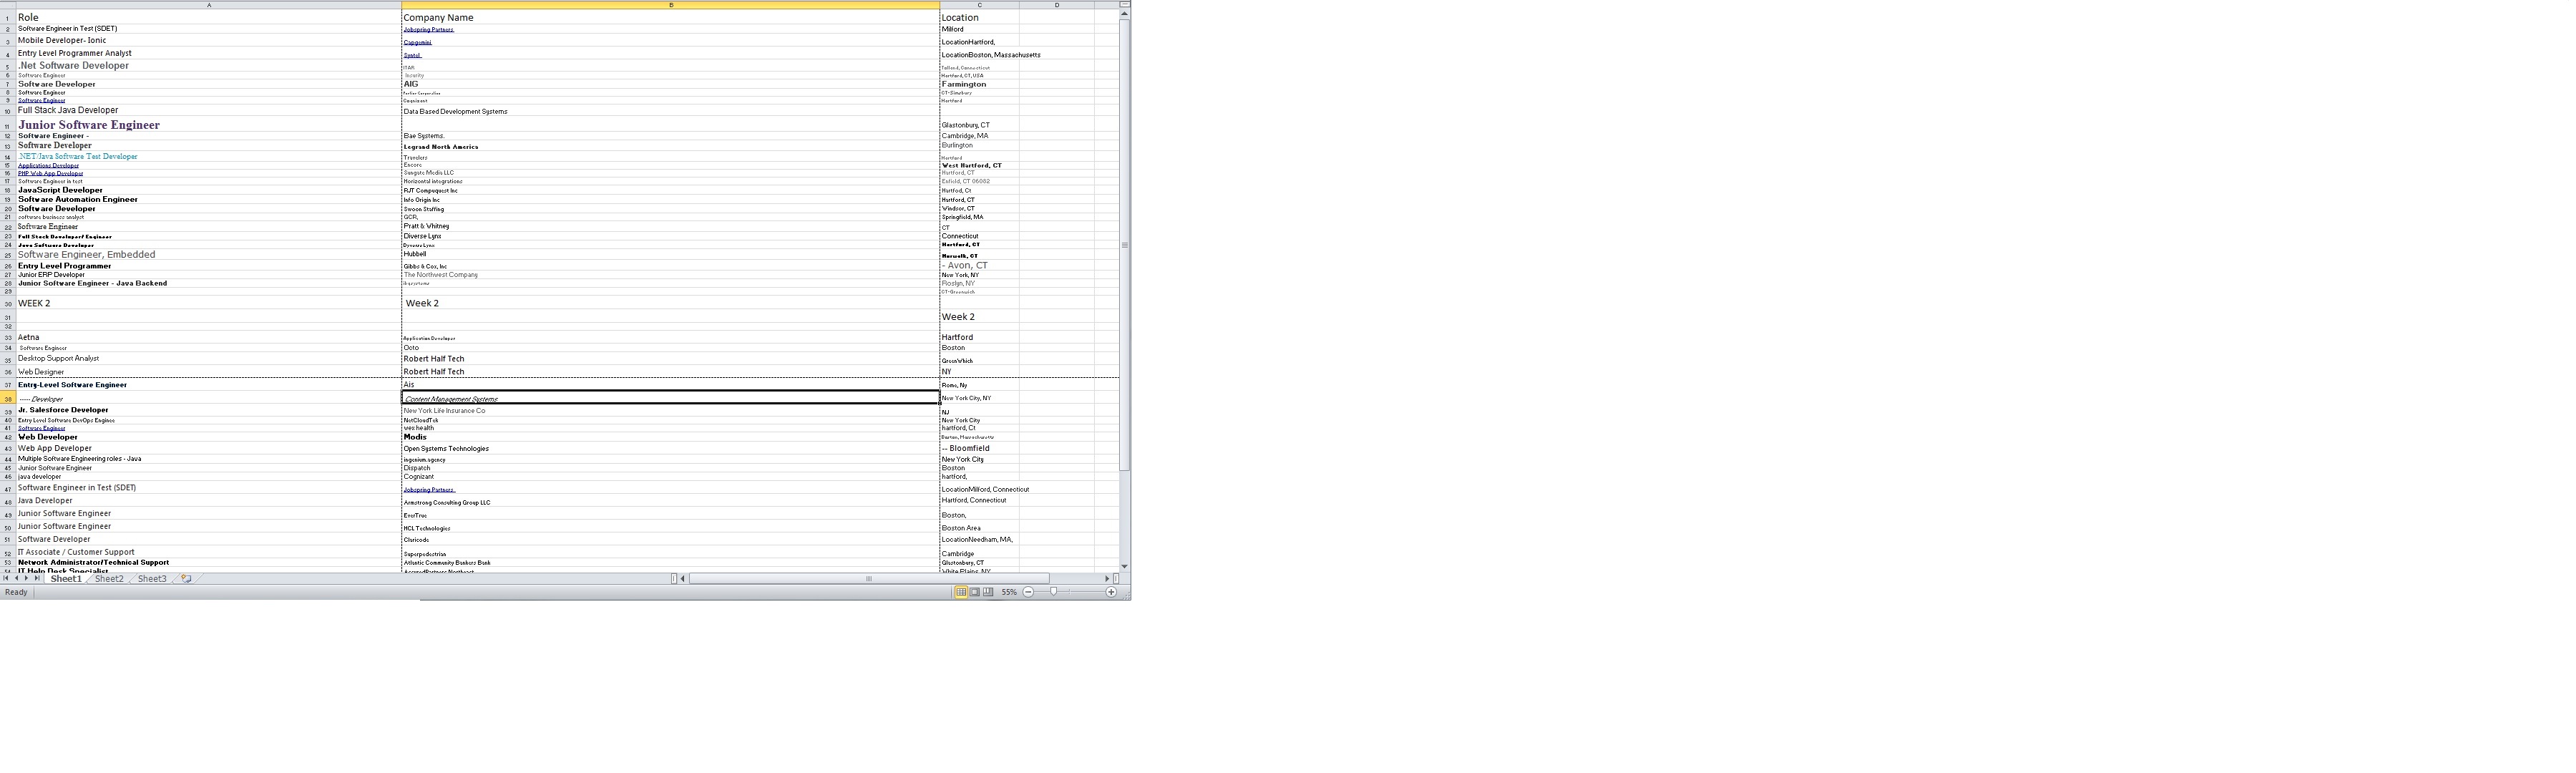 A B C D
1 Role Company Name Location
2 Software Engineer in Test (SDET) Jobspring Partners Milford
3 Mobile Developer- Ionic Capgemini LocationHartford,
4 Entry Level Programmer Analyst Syntel LocationBoston, Massachusetts
5 .Net Software Developer Connecticut
6 Software Engineer Security Hartford, CT, USA
7 Software Developer AIG Farmington
8 Software Engineer CT-Simsbury
9 Software Engineer Cognizant Hartford
10 Full Stack Java Developer Data Based Development Systems
11 Junior Software Engineer Glastonbury, CT
12 Software Engineer - Bae Systems. Cambridge, MA
13 Software Developer Legrand North America Burlington
14 .NET/Java Software Test Developer Travelers Hartford
15 Applications Developer Encore West Hartford, CT
16 PHP Web App Developer Sungate Medis LLC Hartford, CT
17 Software Engineer in test Horizontal integrations Enfield, CT 06082
18 JavaScript Developer RJT Compuquest Inc Hartfod, Ct
19 Software Automation Engineer Info Origin Inc Hartford, CT
20 Software Developer Swoon Staffing Windsor, CT
21 software business analyst GCR, Springfield, MA
22 Software Engineer Pratt & Whitney CT
23 Full Stack Developer/ Engineer Diverse Lynx Connecticut
24 Java Software Developer Dyverse Lynx Hartford, CT
25 Software Engineer, Embedded Hubbell Norwalk, CT
26 Entry Level Programmer Gibbs & Cox, Inc - Avon, CT
27 Junior ERP Developer The Northwest Company New York, NY
28 Junior Software Engineer - Java Backend Roslyn, NY
29 CT-Greenwich
30 WEEK 2 Week 2
31 Week 2
32
33 Aetna Application Developer Hartford
34 Software Engineer Ooto Boston
35 Desktop Support Analyst Robert Half Tech GreenWhich
36 Web Designer Robert Half Tech NY
37 Entry-Level Software Engineer Ais Rome, Ny
38 ---- Developer Content Management Systems New York City, NY
39 Jr. Salesforce Developer New York Life Insurance Co NJ
40 Entry Level Software DevOps Enginee NetCloudTek New York City
41 Software Engineer wex health hartford, Ct
42 Web Developer Modis Boston, Massachusetts
43 Web App Developer Open Systems Technologies -- Bloomfield
44 Multiple Software Engineering roles - Java ingenium.agency New York City
45 Junior Software Engineer Dispatch Boston
46 java developer Cognizant hartford,
47 Software Engineer in Test (SDET) Jobspring Partners LocationMilford, Connecticut
48 Java Developer Armstrong Consulting Group LLC Hartford, Connecticut
49 Junior Software Engineer EverTrue Boston,
50 Junior Software Engineer HCL Technologies Boston Area
51 Software Developer Claricode LocationNeedham, MA,
52 IT Associate / Customer Support Superpedestrian Cambridge
53 Network Administrator/Technical Support Atlantic Community Bankers Bank Glastonbury, CT
54 IT Help Desk Specialist AssuredPartners Northeast White Plains, NY
Sheet1 Sheet2 Sheet3
Ready 55%